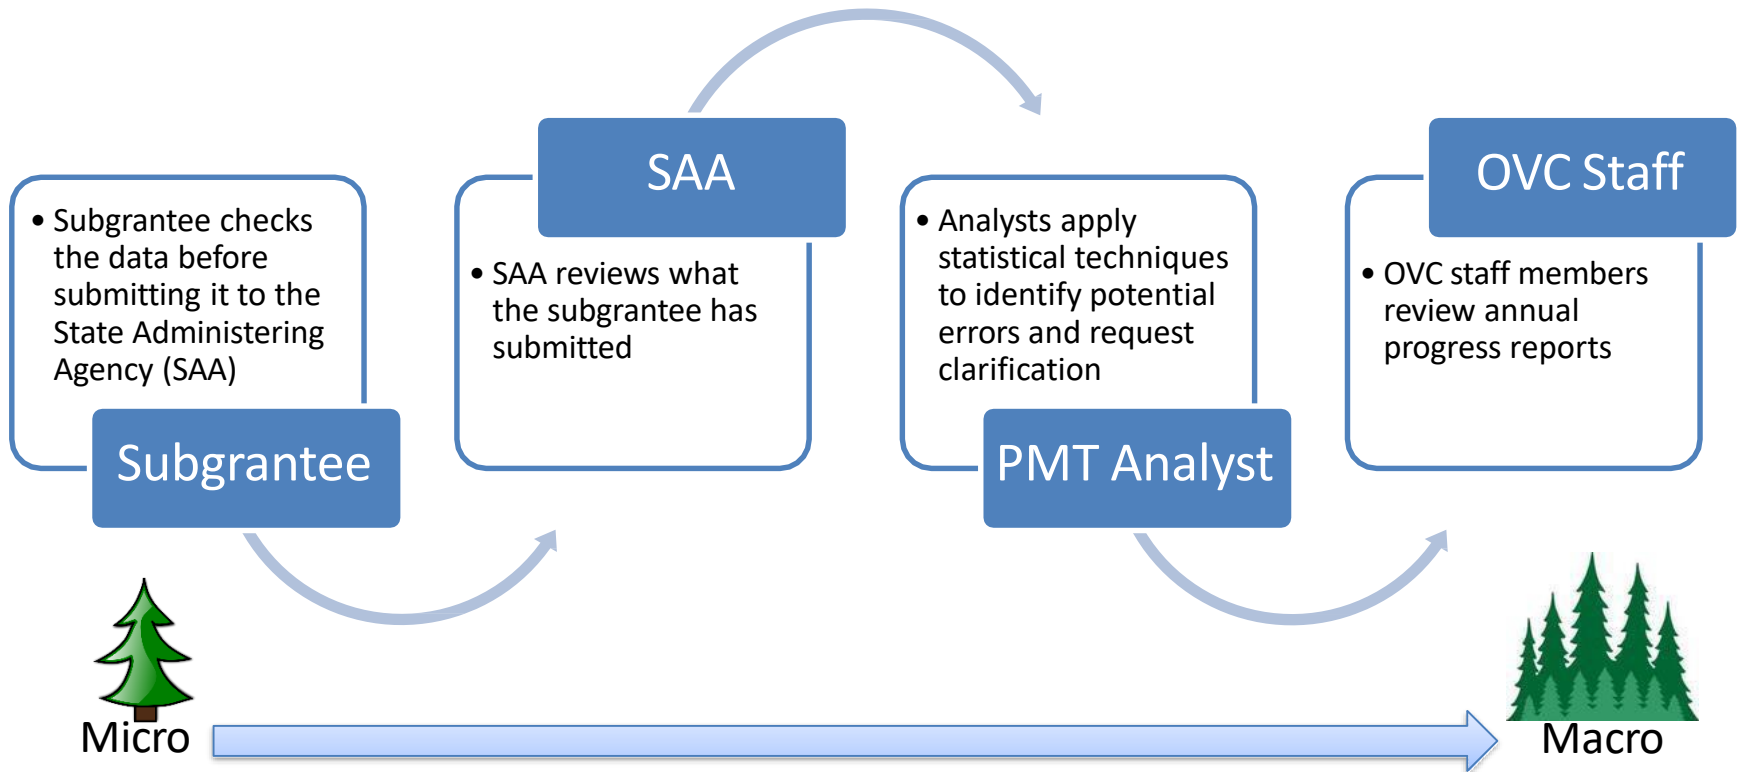 • Subgrantee checks
the data before
submitting it to the
State Administering
Agency (SAA)
Subgrantee
SAA
• SAA reviews what
the subgrantee has
submitted
• Analysts apply
statistical techniques
to identify potential
errors and request
clarification
PMT Analyst
OVC Staff
• OVC staff members
review annual
progress reports
Micro
Macro